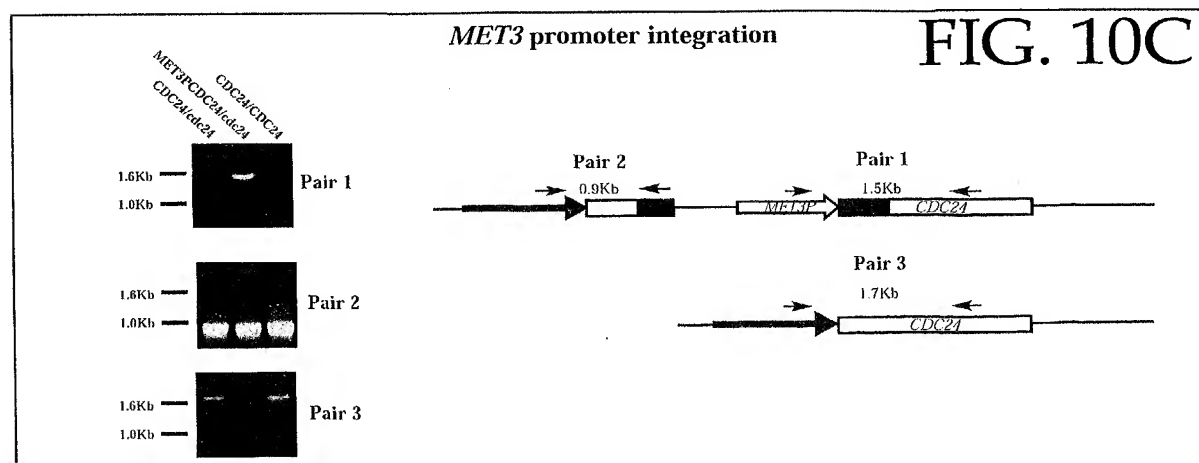 MET3 promoter integration
FIG. 10C
CDC24/cdc24
MET3PCDC24/cdc24
CDC24/CDC24
1.6Kb
1.0Kb
Pair 1
1.6Kb
1.0Kb
Pair 2
1.6Kb
1.0Kb
Pair 3
Pair 2
0.9Kb
Pair 1
1.5Kb
MET3P
CDC24
Pair 3
1.7Kb
CDC24